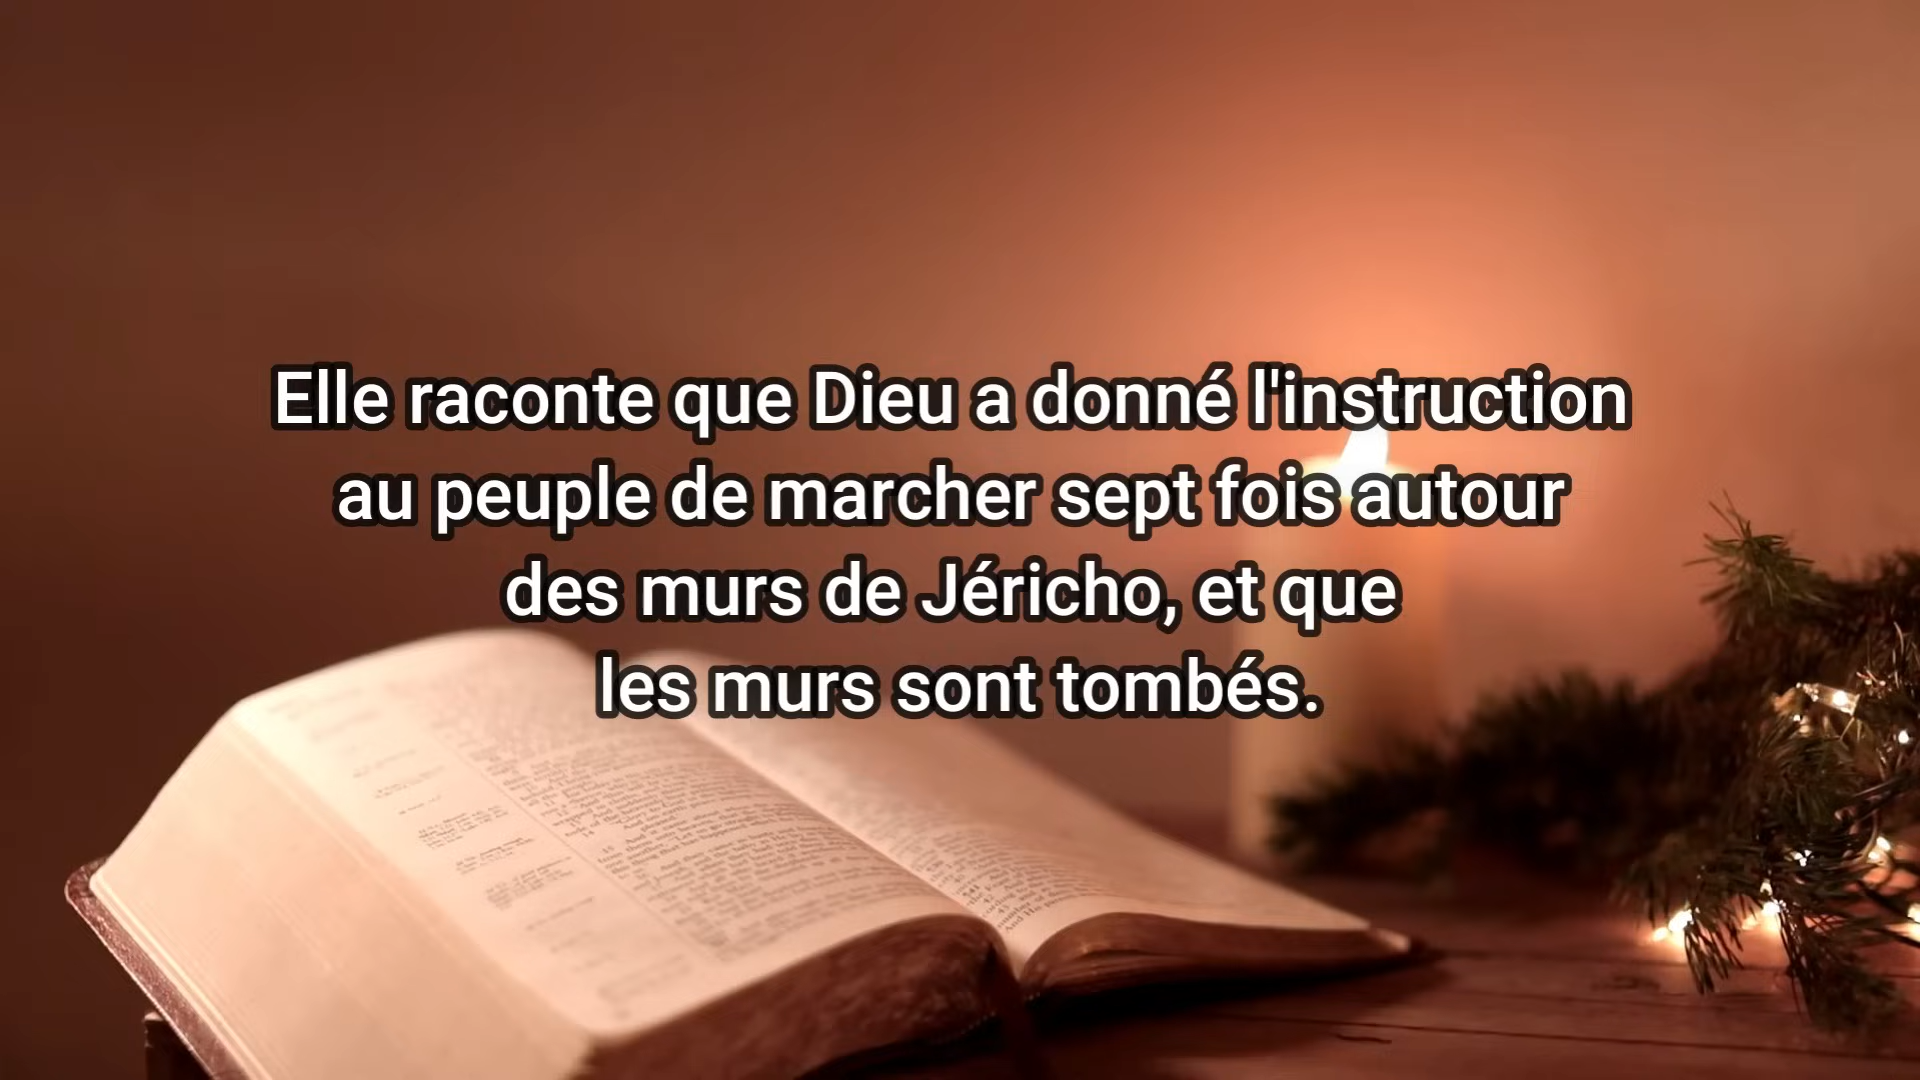 Elle raconte que Dieu a donné l'instruction
au peuple de marcher sept fois autour
des murs de Jéricho, et que
les murs sont tombés.